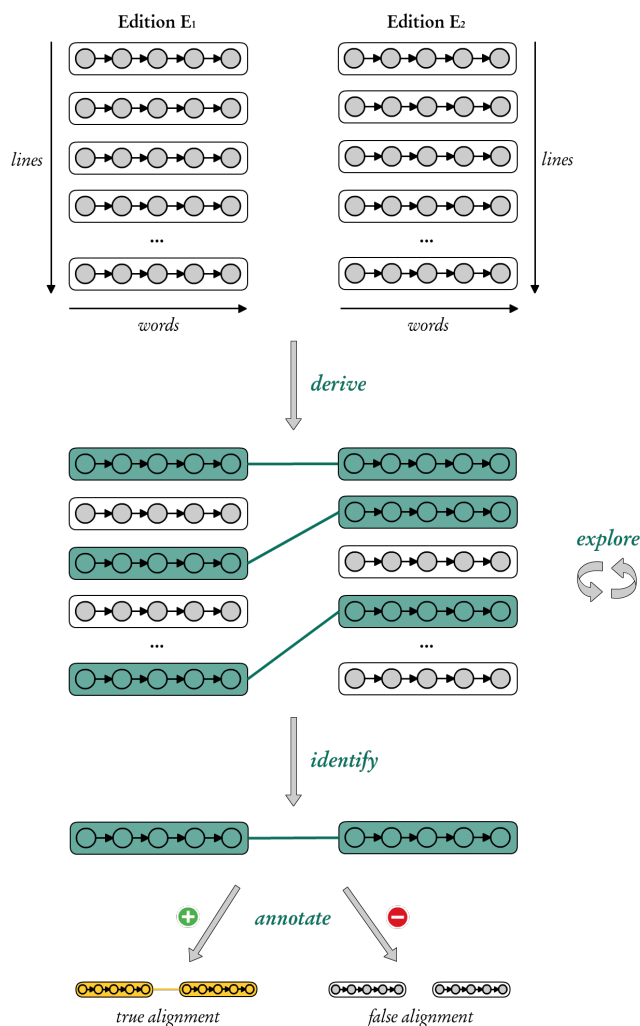 Edition E₁
Edition E₂
lines
lines
...
...
words
words
derive
explore
...
...
identify
annotate
true alignment
false alignment